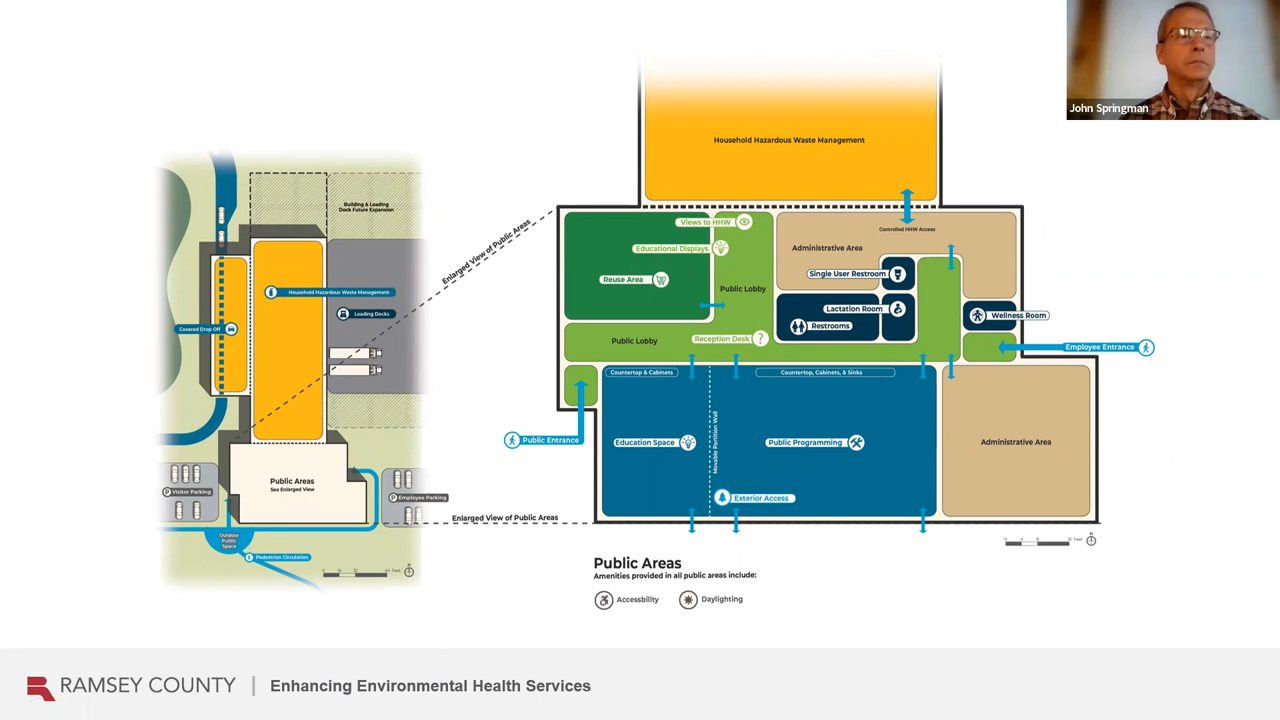 John Springman
Building & Loading
Dock Future Expansion
Household Hazardous Waste Management
Loading Docks
Covered Drop Off
Public Areas
See Enlarged View
P Visitor Parking
P Employee Parking
Outdoor
Public
Space
Pedestrian Circulation
Enlarged View of Public Areas
Enlarged View of Public Areas
Household Hazardous Waste Management
Views to HHW
Educational Displays
Reuse Area
Public Lobby
Controlled HHW Access
Administrative Area
Single User Restroom
Lactation Room
Restrooms
Wellness Room
Public Lobby
Reception Desk ?
Employee Entrance
Countertop & Cabinets
Countertop, Cabinets, & Sinks
Public Entrance
Education Space
Movable Partition Wall
Public Programming
Administrative Area
Exterior Access
Public Areas
Amenities provided in all public areas include:
Accessbility
Daylighting
RAMSEY COUNTY | Enhancing Environmental Health Services